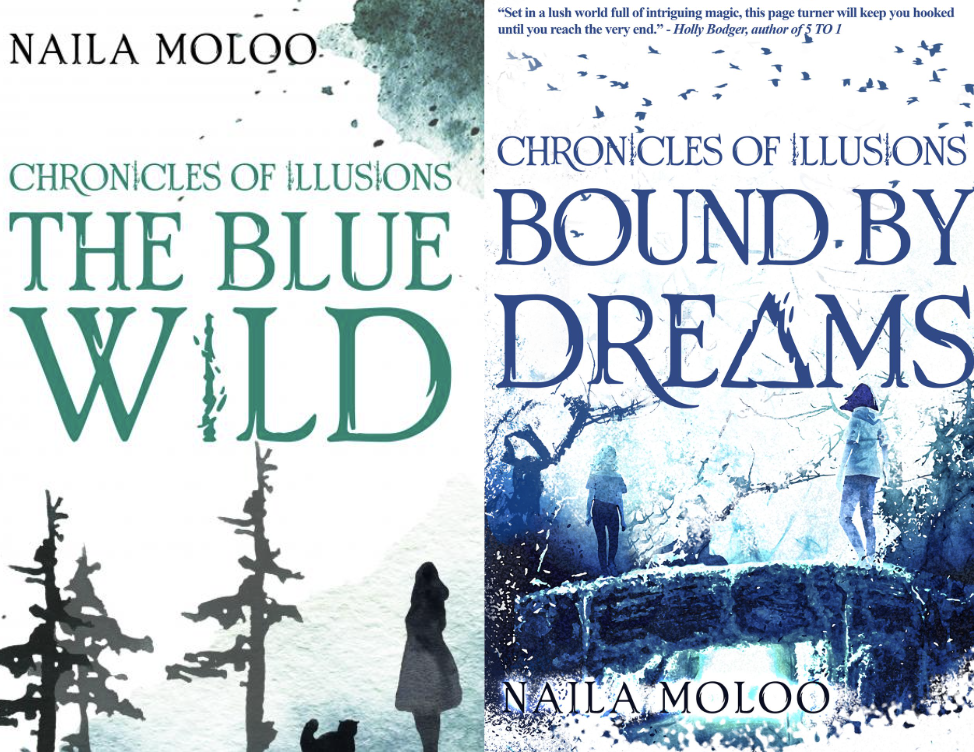 NAILA MOLOO
CHRONICLES OF ILLUSIONS
THE BLUE
WILD
“Set in a lush world full of intriguing magic, this page turner will keep you hooked
until you reach the very end.” - Holly Bodger, author of 5 TO 1
CHRONICLES OF ILLUSIONS
BOUND BY
DREAMS
NAILA MOLOO